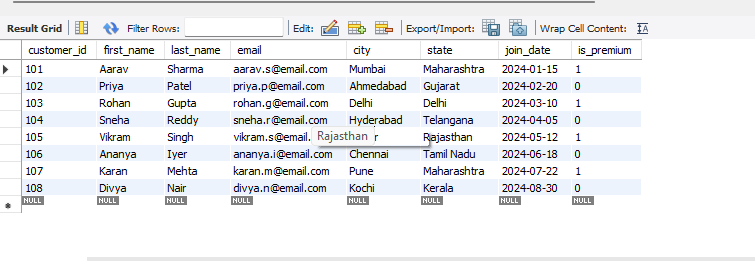 Result Grid Filter Rows: Edit: Export/Import: Wrap Cell Content: IA
customer_id first_name last_name email city state join_date is_premium
101 Aarav Sharma aarav.s@email.com Mumbai Maharashtra 2024-01-15 1
102 Priya Patel priya.p@email.com Ahmedabad Gujarat 2024-02-20 0
103 Rohan Gupta rohan.g@email.com Delhi Delhi 2024-03-10 1
104 Sneha Reddy sneha.r@email.com Hyderabad Telangana 2024-04-05 0
105 Vikram Singh vikram.s@email. Rajasthan r Rajasthan 2024-05-12 1
106 Ananya Iyer ananya.i@email.com Chennai Tamil Nadu 2024-06-18 0
107 Karan Mehta karan.m@email.com Pune Maharashtra 2024-07-22 1
108 Divya Nair divya.n@email.com Kochi Kerala 2024-08-30 0
NULL NULL NULL NULL NULL NULL NULL NULL